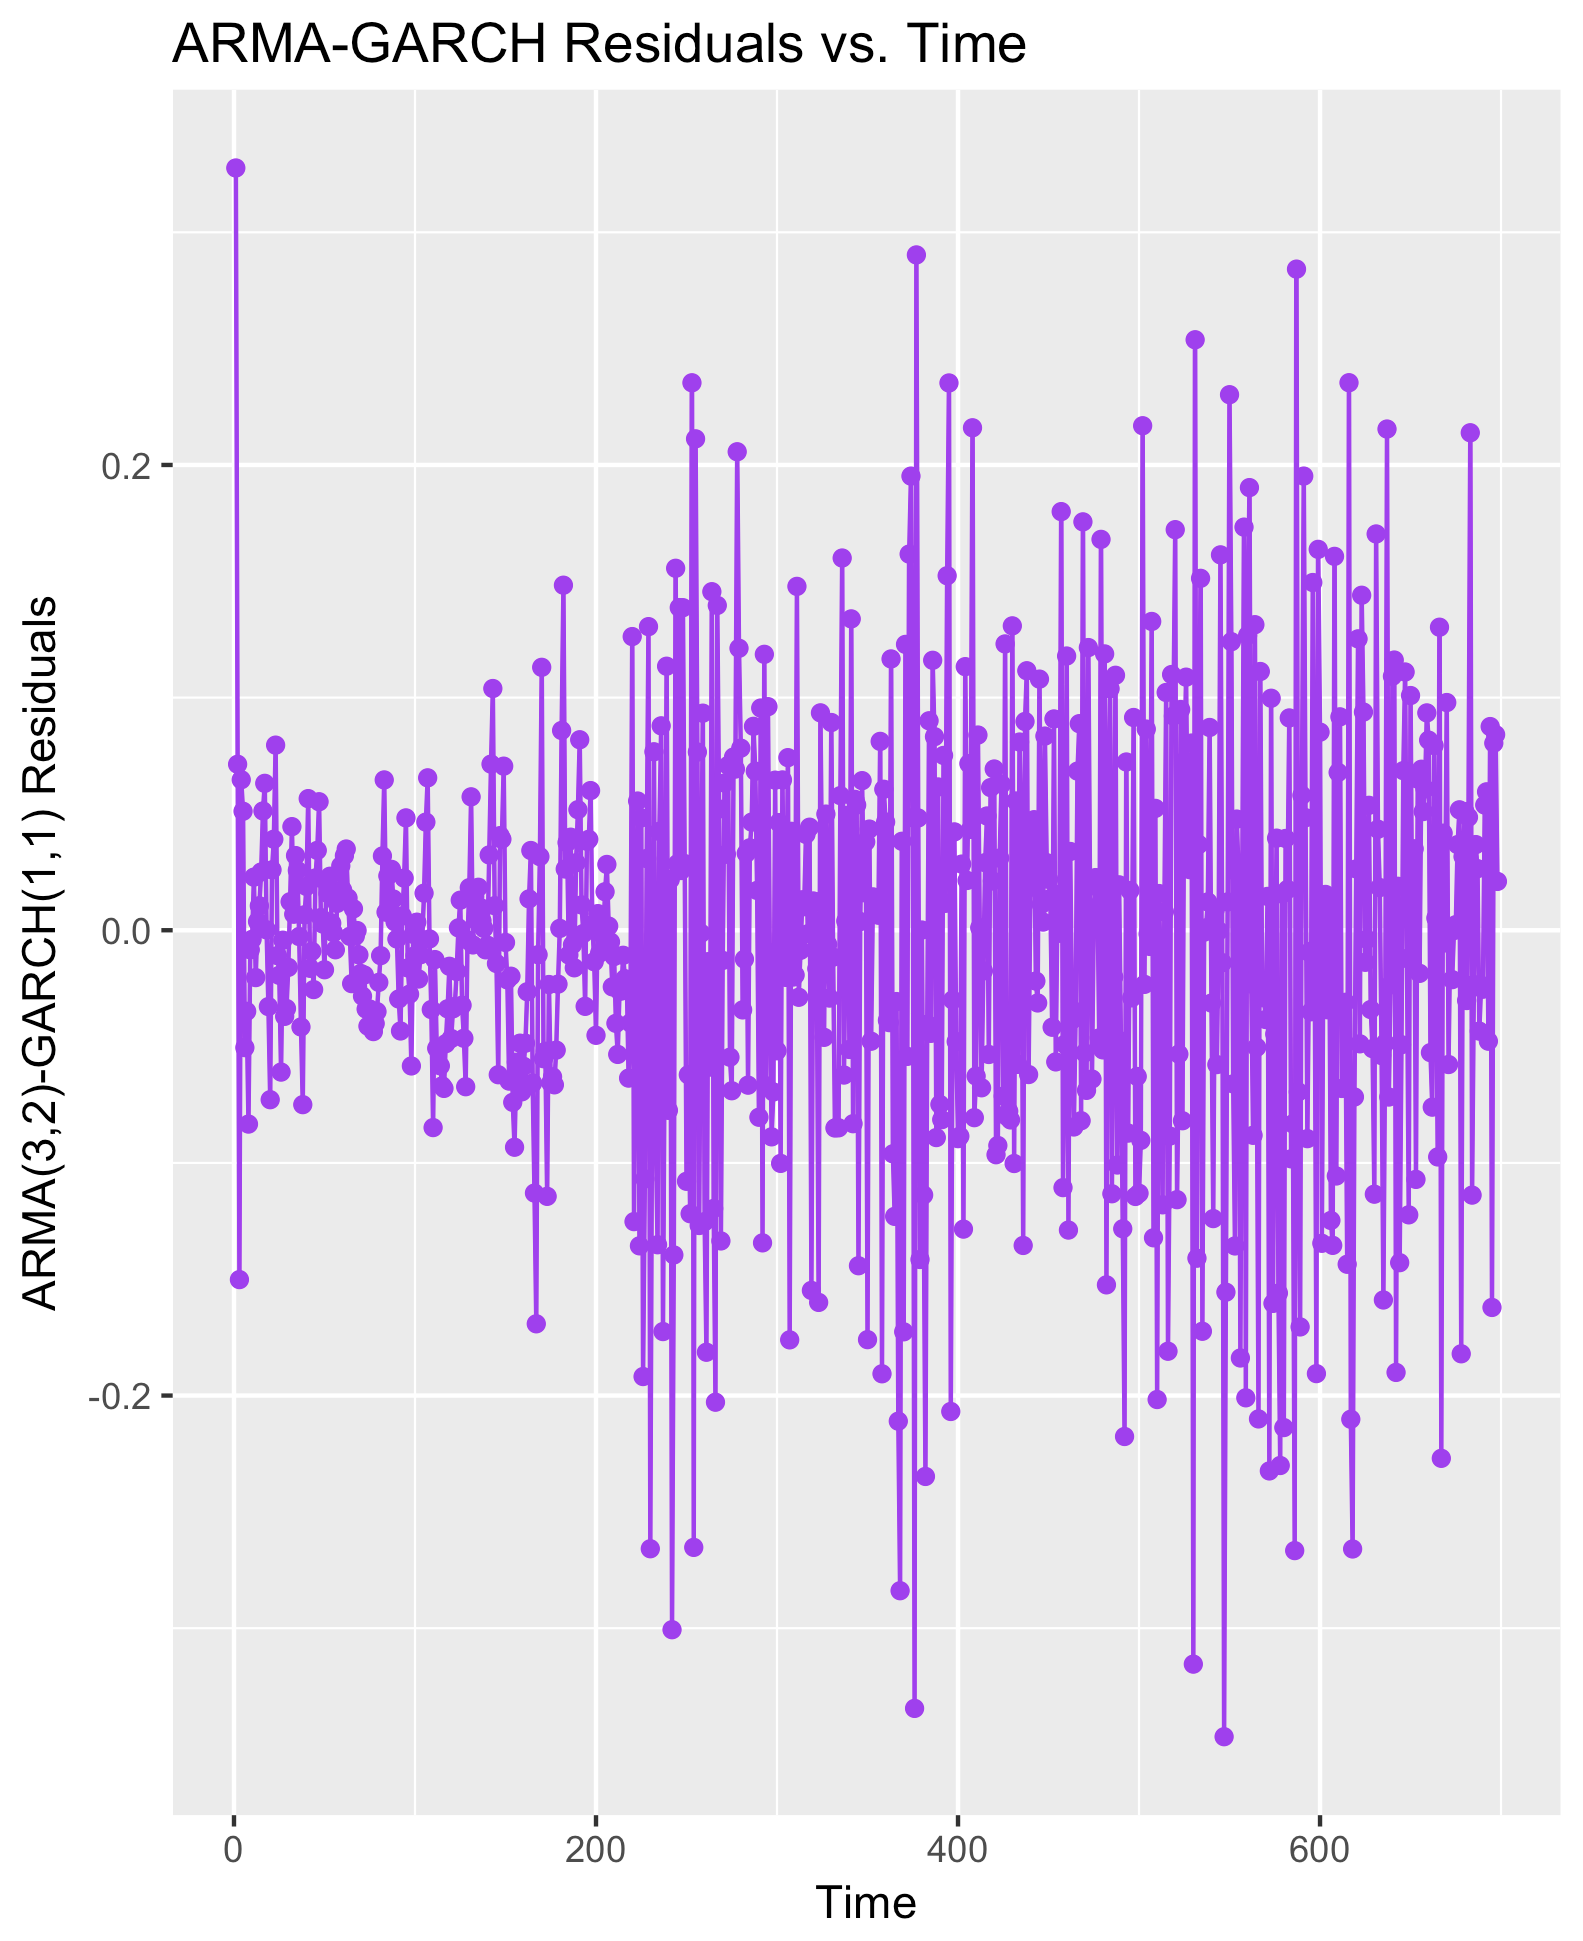 ARMA-GARCH Residuals vs. Time
ARMA(3,2)-GARCH(1,1) Residuals
0.2
0.0
-0.2
0
200
400
600
Time